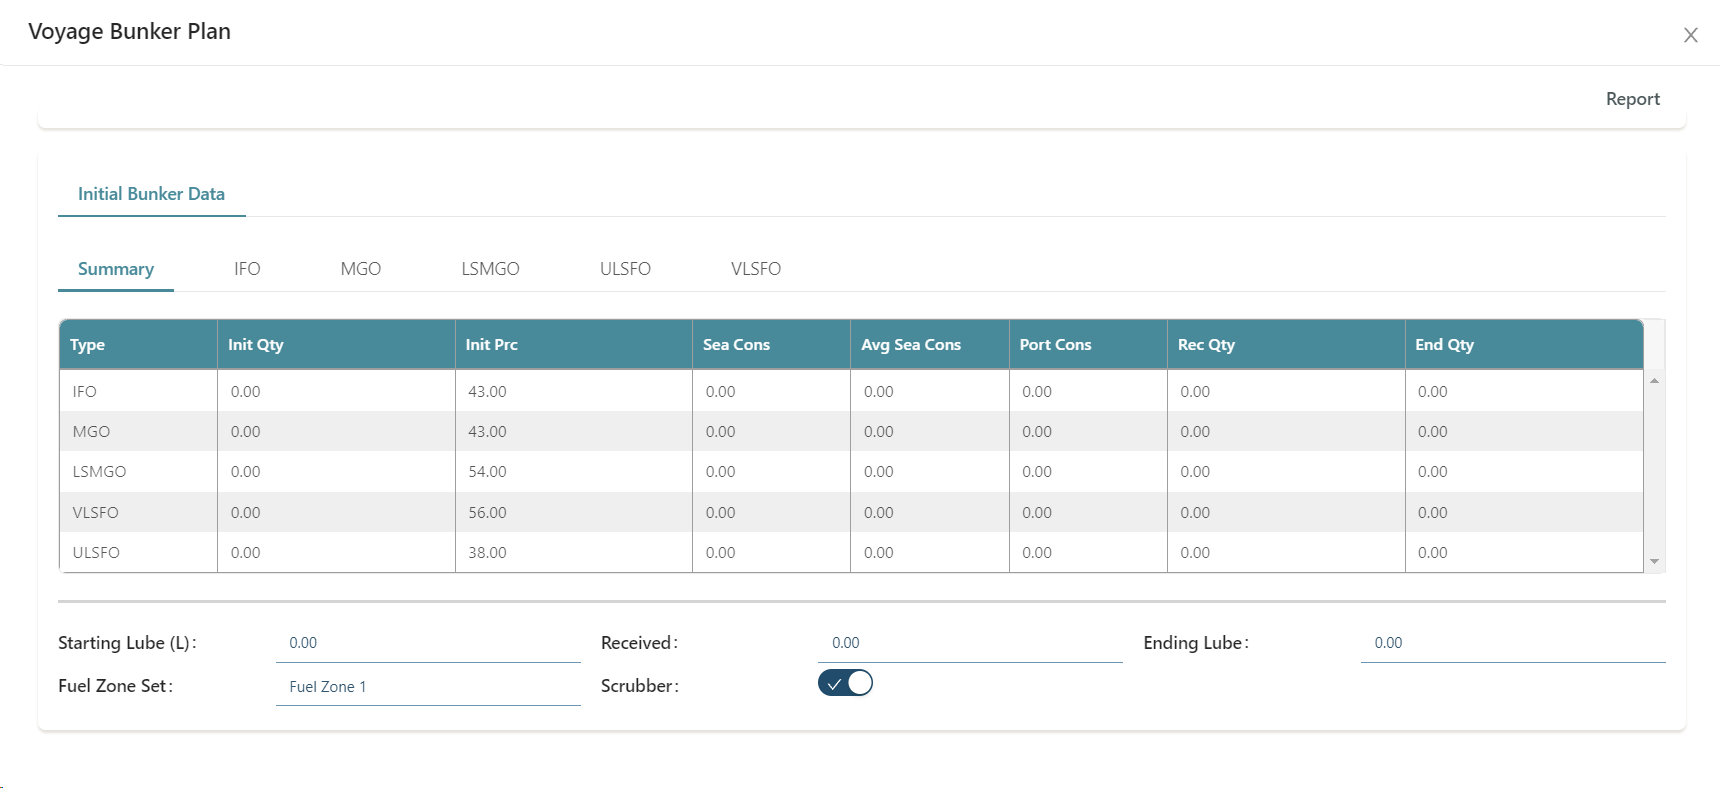 Voyage Bunker Plan
Report
Initial Bunker Data
Summary IFO MGO LSMGO ULSFO VLSFO
Type Init Qty Init Prc Sea Cons Avg Sea Cons Port Cons Rec Qty End Qty
IFO 0.00 43.00 0.00 0.00 0.00 0.00 0.00
MGO 0.00 43.00 0.00 0.00 0.00 0.00 0.00
LSMGO 0.00 54.00 0.00 0.00 0.00 0.00 0.00
VLSFO 0.00 56.00 0.00 0.00 0.00 0.00 0.00
ULSFO 0.00 38.00 0.00 0.00 0.00 0.00 0.00
Starting Lube (L): 0.00 Received: 0.00 Ending Lube: 0.00
Fuel Zone Set: Fuel Zone 1 Scrubber: